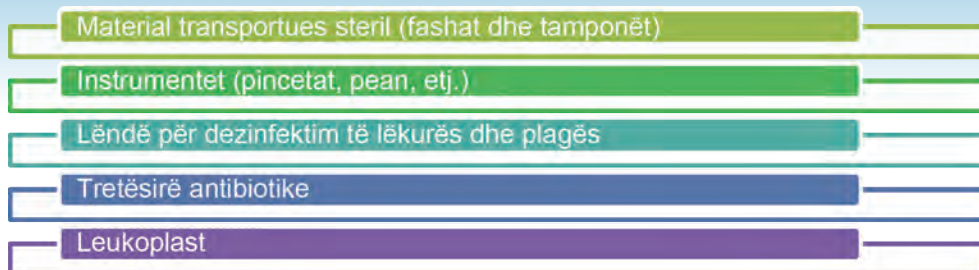 Material transportues steril (fashat dhe tamponët)
Instrumentet (pincetat, pean, etj.)
Lëndë për dezinfektim të lëkurës dhe plagës
Tretësirë antibiotike
Leukoplast